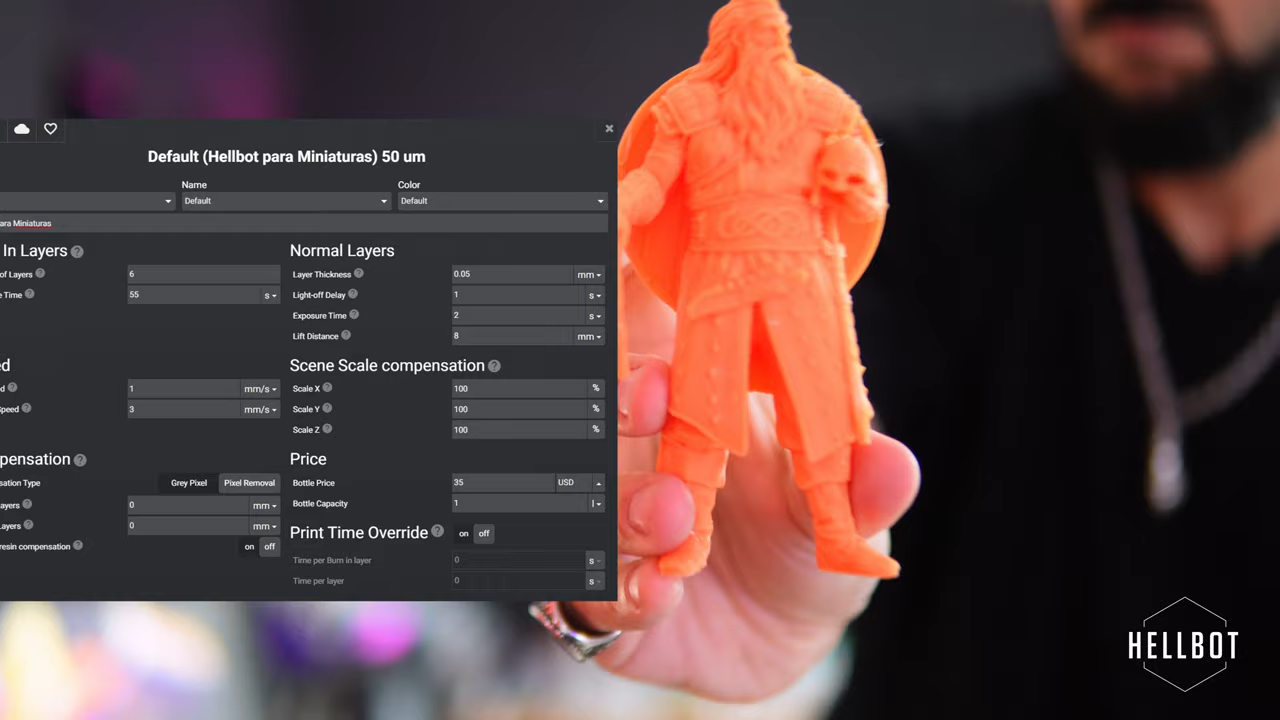 Default (Hellbot para Miniaturas) 50 um
Name
Color
Default
Default
ara Miniaturas
In Layers
of Layers
6
e Time
55
s
Normal Layers
Layer Thickness
0.05
mm
Light-off Delay
1
s
Exposure Time
2
s
Lift Distance
8
mm
ed
d
1
mm/s
Speed
3
mm/s
Scene Scale compensation
Scale X
100
%
Scale Y
100
%
Scale Z
100
%
pensation
sation Type
Grey Pixel
Pixel Removal
ayers
0
mm
Layers
0
mm
resin compensation
on
off
Price
Bottle Price
35
USD
Bottle Capacity
1
l
Print Time Override
on
off
Time per Burn in layer
0
s
Time per layer
0
s
HELLBOT